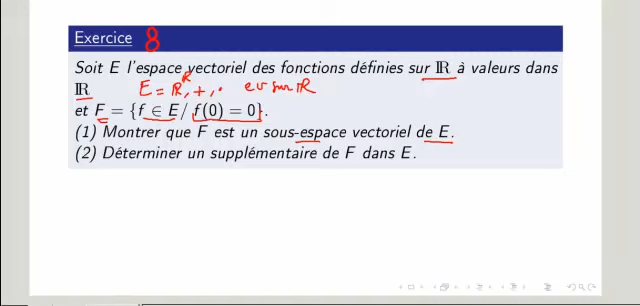 Exercice 8
Soit E l'espace vectoriel des fonctions définies sur ℝ à valeurs dans
ℝ E = ℝ^ℝ, +, · ev sur ℝ
et F = {f ∈ E / f(0) = 0}.
(1) Montrer que F est un sous-espace vectoriel de E.
(2) Déterminer un supplémentaire de F dans E.